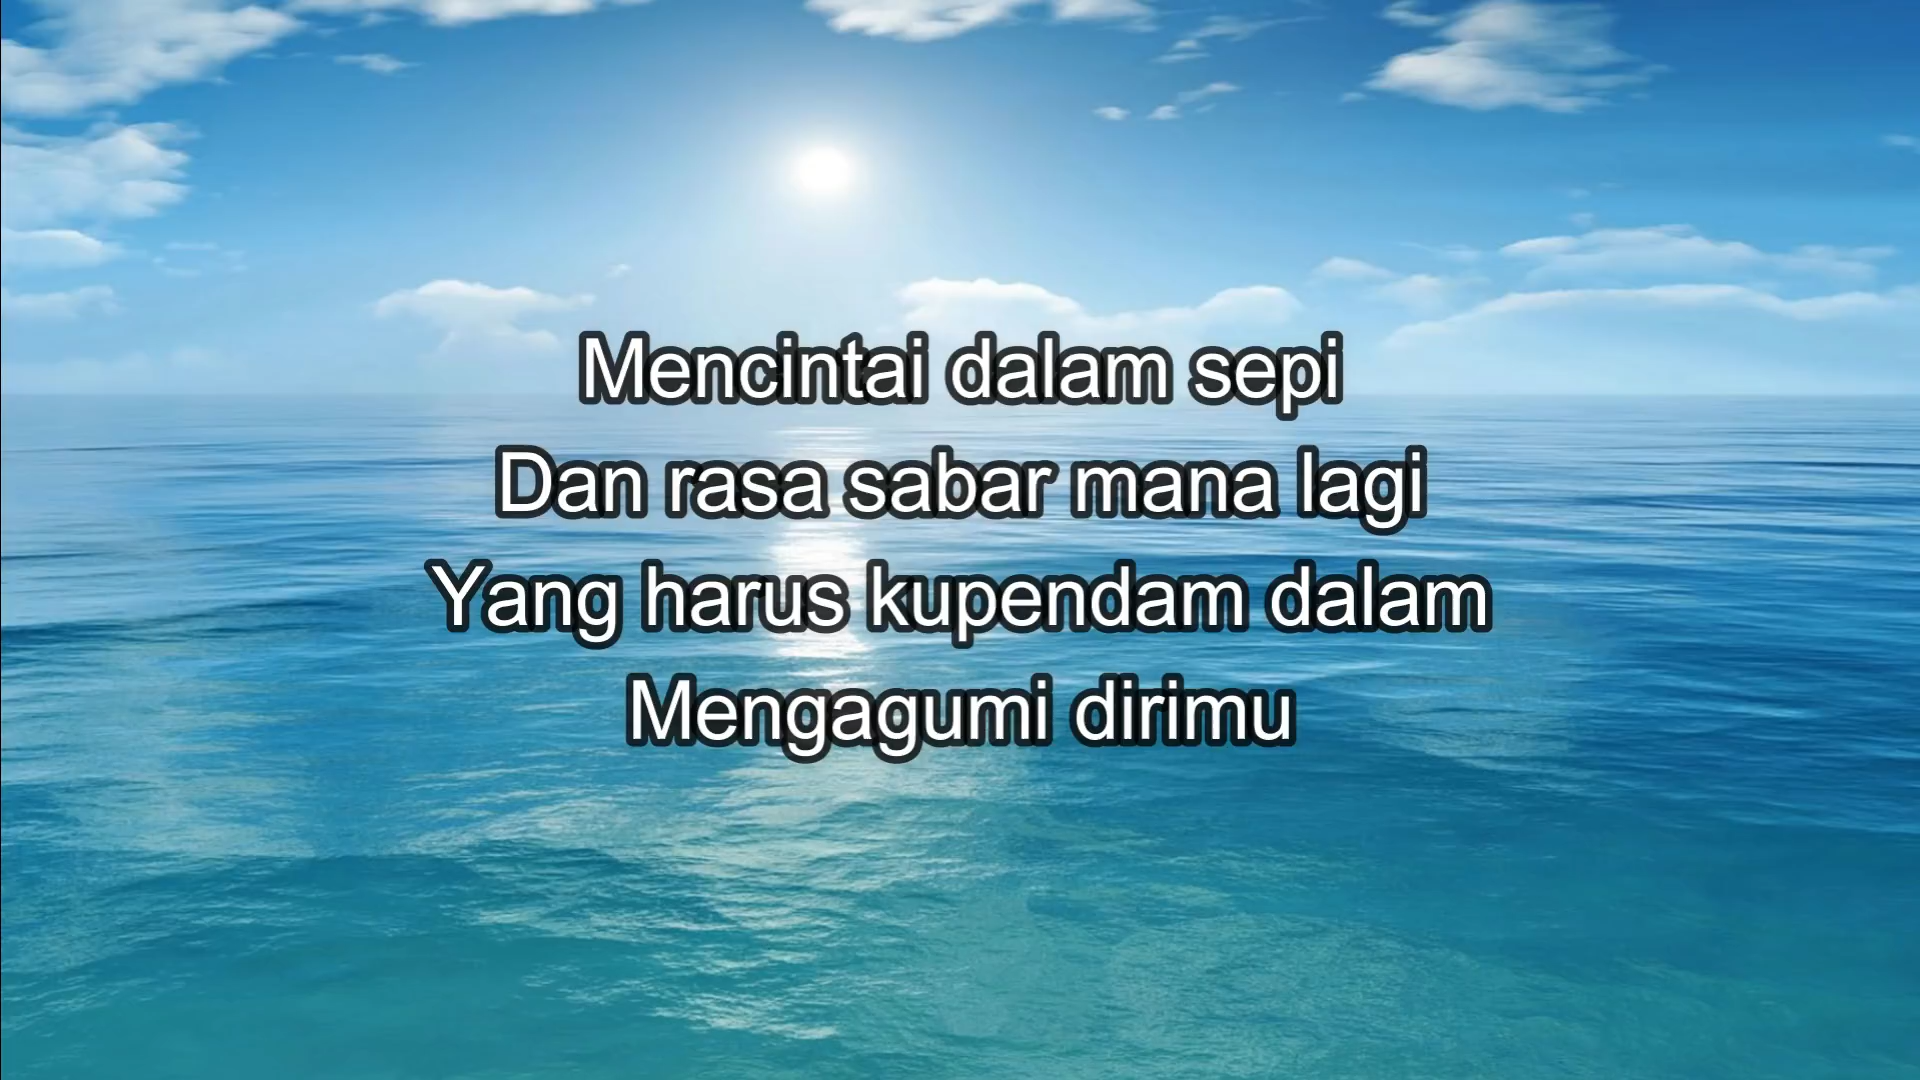 Mencintai dalam sepi
Dan rasa sabar mana lagi
Yang harus kupendam dalam
Mengagumi dirimu